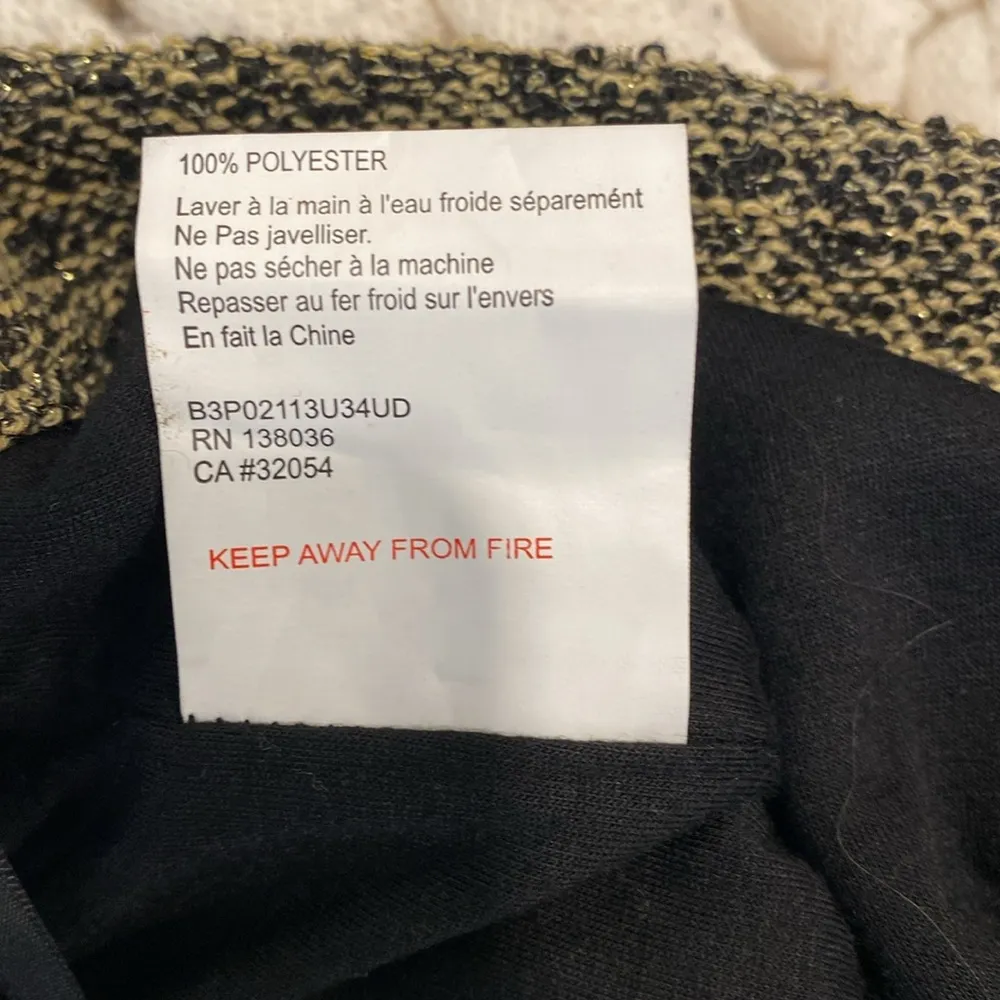 100% POLYESTER
Laver à la main à l'eau froide séparemént
Ne Pas javelliser.
Ne pas sécher à la machine
Repasser au fer froid sur l'envers
En fait la Chine
B3P02113U34UD
RN 138036
CA #32054
KEEP AWAY FROM FIRE